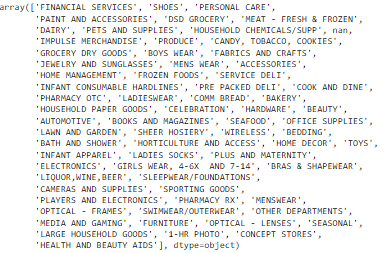 array(['FINANCIAL SERVICES', 'SHOES', 'PERSONAL CARE',
'PAINT AND ACCESSORIES', 'DSD GROCERY', 'MEAT - FRESH & FROZEN',
'DAIRY', 'PETS AND SUPPLIES', 'HOUSEHOLD CHEMICALS/SUPP', nan,
'IMPULSE MERCHANDISE', 'PRODUCE', 'CANDY, TOBACCO, COOKIES',
'GROCERY DRY GOODS', 'BOYS WEAR', 'FABRICS AND CRAFTS',
'JEWELRY AND SUNGLASSES', 'MENS WEAR', 'ACCESSORIES',
'HOME MANAGEMENT', 'FROZEN FOODS', 'SERVICE DELI',
'INFANT CONSUMABLE HARDLINES', 'PRE PACKED DELI', 'COOK AND DINE',
'PHARMACY OTC', 'LADIESWEAR', 'COMM BREAD', 'BAKERY',
'HOUSEHOLD PAPER GOODS', 'CELEBRATION', 'HARDWARE', 'BEAUTY',
'AUTOMOTIVE', 'BOOKS AND MAGAZINES', 'SEAFOOD', 'OFFICE SUPPLIES',
'LAWN AND GARDEN', 'SHEER HOSIERY', 'WIRELESS', 'BEDDING',
'BATH AND SHOWER', 'HORTICULTURE AND ACCESS', 'HOME DECOR', 'TOYS',
'INFANT APPAREL', 'LADIES SOCKS', 'PLUS AND MATERNITY',
'ELECTRONICS', 'GIRLS WEAR, 4-6X  AND 7-14', 'BRAS & SHAPEWEAR',
'LIQUOR,WINE,BEER', 'SLEEPWEAR/FOUNDATIONS',
'CAMERAS AND SUPPLIES', 'SPORTING GOODS',
'PLAYERS AND ELECTRONICS', 'PHARMACY RX', 'MENSWEAR',
'OPTICAL - FRAMES', 'SWIMWEAR/OUTERWEAR', 'OTHER DEPARTMENTS',
'MEDIA AND GAMING', 'FURNITURE', 'OPTICAL - LENSES', 'SEASONAL',
'LARGE HOUSEHOLD GOODS', '1-HR PHOTO', 'CONCEPT STORES',
'HEALTH AND BEAUTY AIDS'], dtype=object)